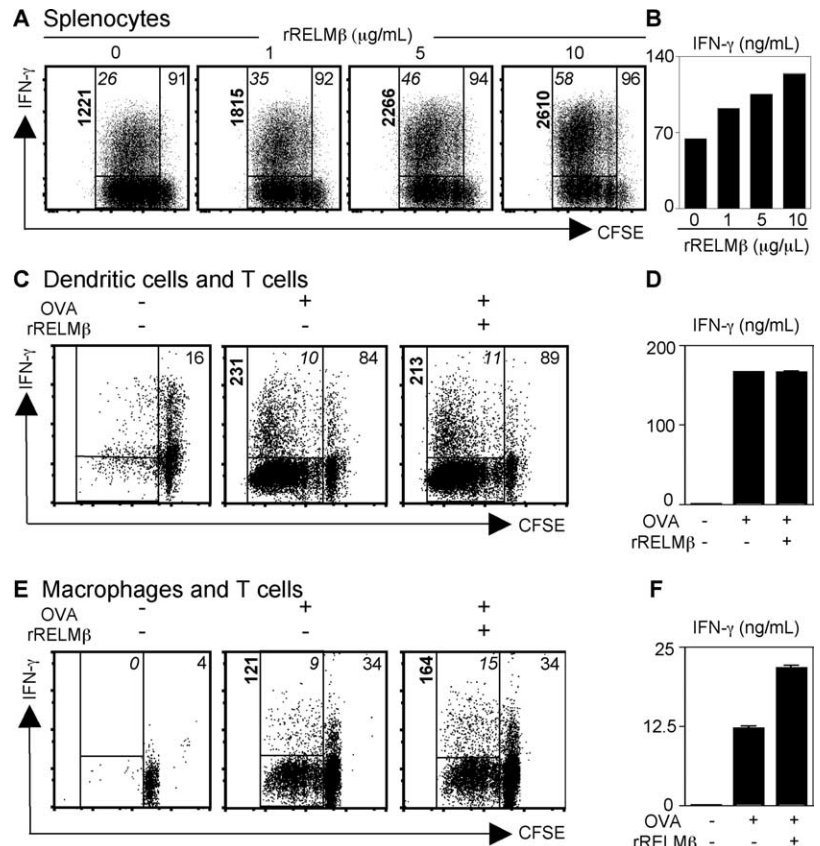 A Splenocytes
rRELMβ (μg/mL)
0 1 5 10
IFN-γ
1221 26 91
1815 35 92
2266 46 94
2610 58 96
CFSE
B
IFN-γ (ng/mL)
140
70
0
0 1 5 10
rRELMβ (μg/μL)
C Dendritic cells and T cells
OVA - + +
rRELMβ - - +
IFN-γ
16
231 10 84
213 11 89
CFSE
D
IFN-γ (ng/mL)
200
100
0
OVA - + +
rRELMβ - - +
E Macrophages and T cells
OVA - + +
rRELMβ - - +
IFN-γ
0 4
121 9 34
164 15 34
CFSE
F
IFN-γ (ng/mL)
25
12.5
0
OVA - + +
rRELMβ - - +